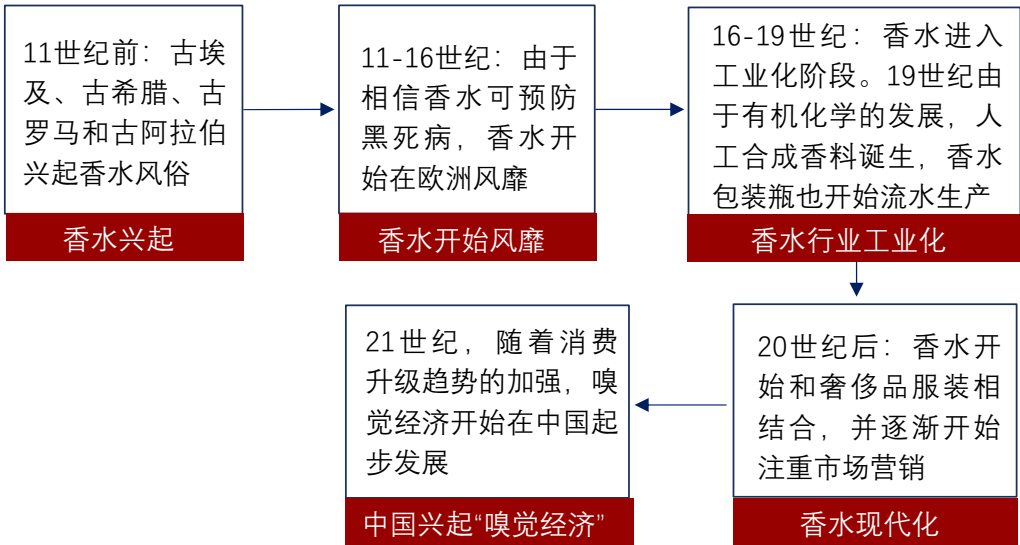 11世纪前：古埃
及、古希腊、古
罗马和古阿拉伯
兴起香水风俗
香水兴起
11-16世纪：由于
相信香水可预防
黑死病，香水开
始在欧洲风靡
香水开始风靡
16-19世纪：香水进入
工业化阶段。19世纪由
于有机化学的发展，人
工合成香料诞生，香水
包装瓶也开始流水生产
香水行业工业化
20世纪后：香水开
始和奢侈品服装相
结合，并逐渐开始
注重市场营销
香水现代化
21世纪，随着消费
升级趋势的加强，嗅
觉经济开始在中国起
步发展
中国兴起“嗅觉经济”